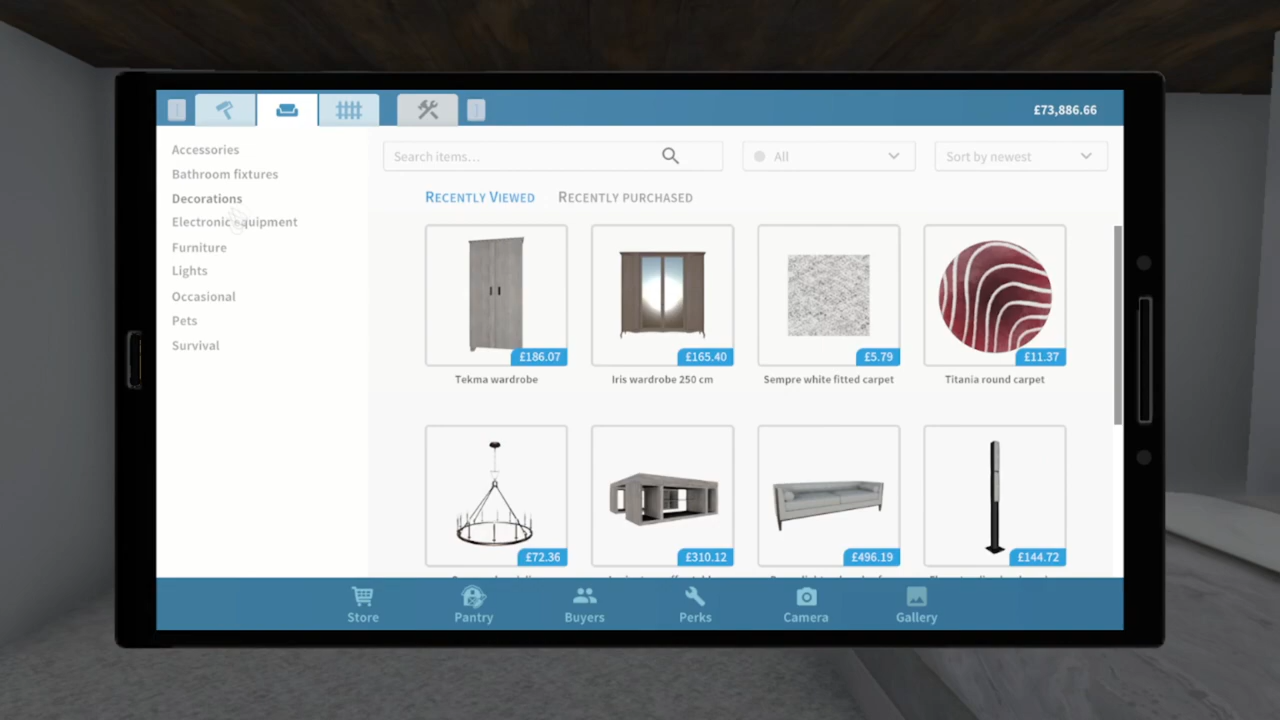 £73,886.66
Accessories
Bathroom fixtures
Decorations
Electronic equipment
Furniture
Lights
Occasional
Pets
Survival
Search items...
All
Sort by newest
RECENTLY VIEWED
RECENTLY PURCHASED
£186.07
£165.40
£5.79
£11.37
Tekma wardrobe
Iris wardrobe 250 cm
Sempre white fitted carpet
Titania round carpet
£72.36
£310.12
£496.19
£144.72
Store
Pantry
Buyers
Perks
Camera
Gallery